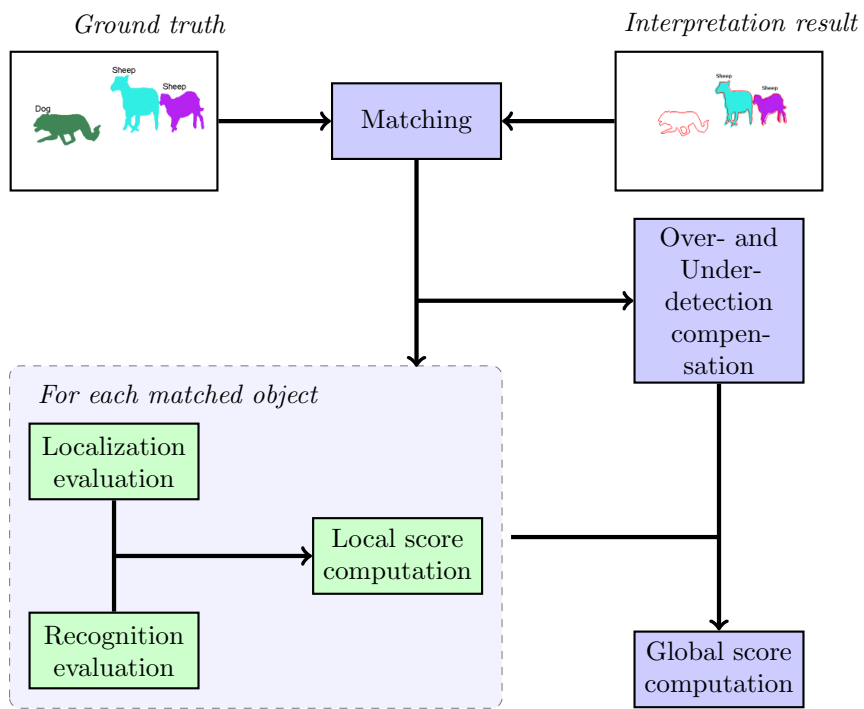 Ground truth
Interpretation result
Sheep
Sheep
Dog
Sheep
Sheep
Matching
Over- and
Under-
detection
compen-
sation
For each matched object
Localization
evaluation
Local score
computation
Recognition
evaluation
Global score
computation